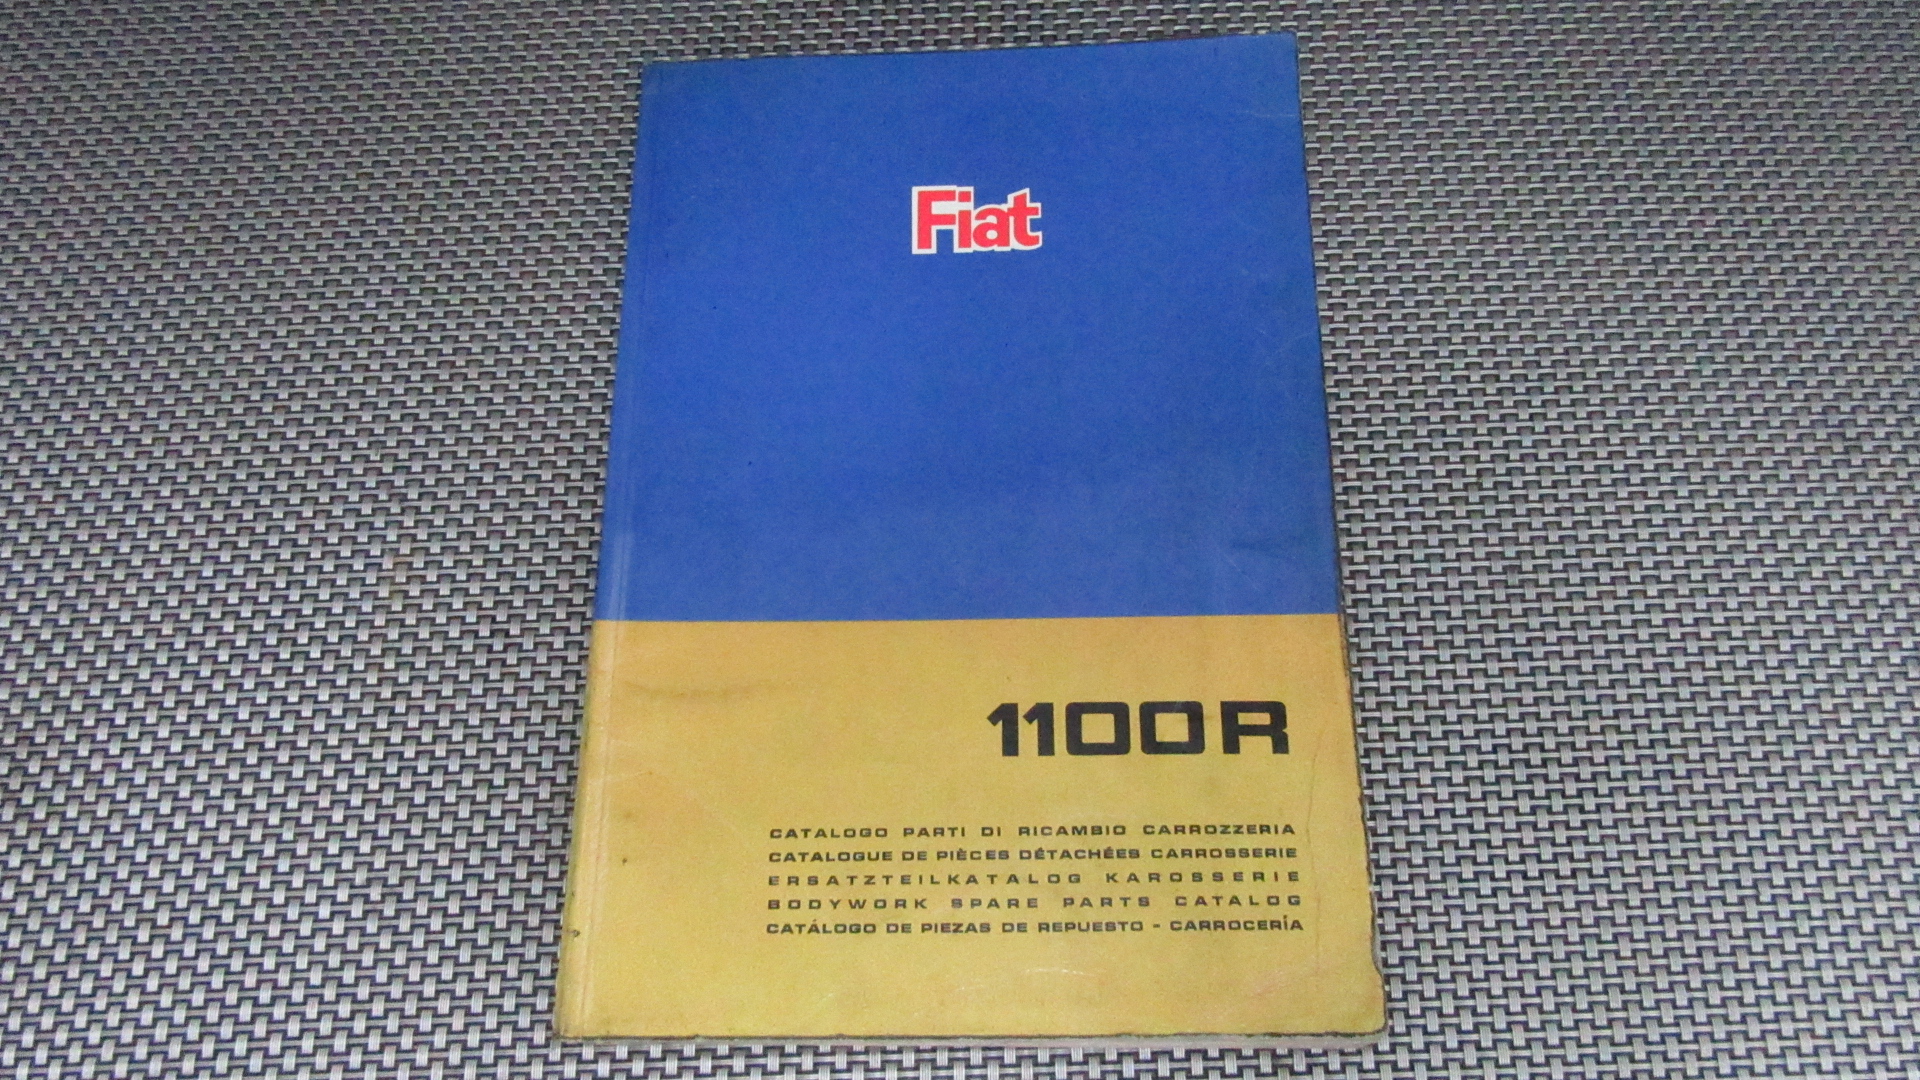 Fiat
1100R
CATALOGO PARTI DI RICAMBIO CARROZZERIA
CATALOGUE DE PIÈCES DÉTACHÉES CARROSSERIE
ERSATZTEILKATALOG KAROSSERIE
BODYWORK SPARE PARTS CATALOG
CATÁLOGO DE PIEZAS DE REPUESTO - CARROCERÍA